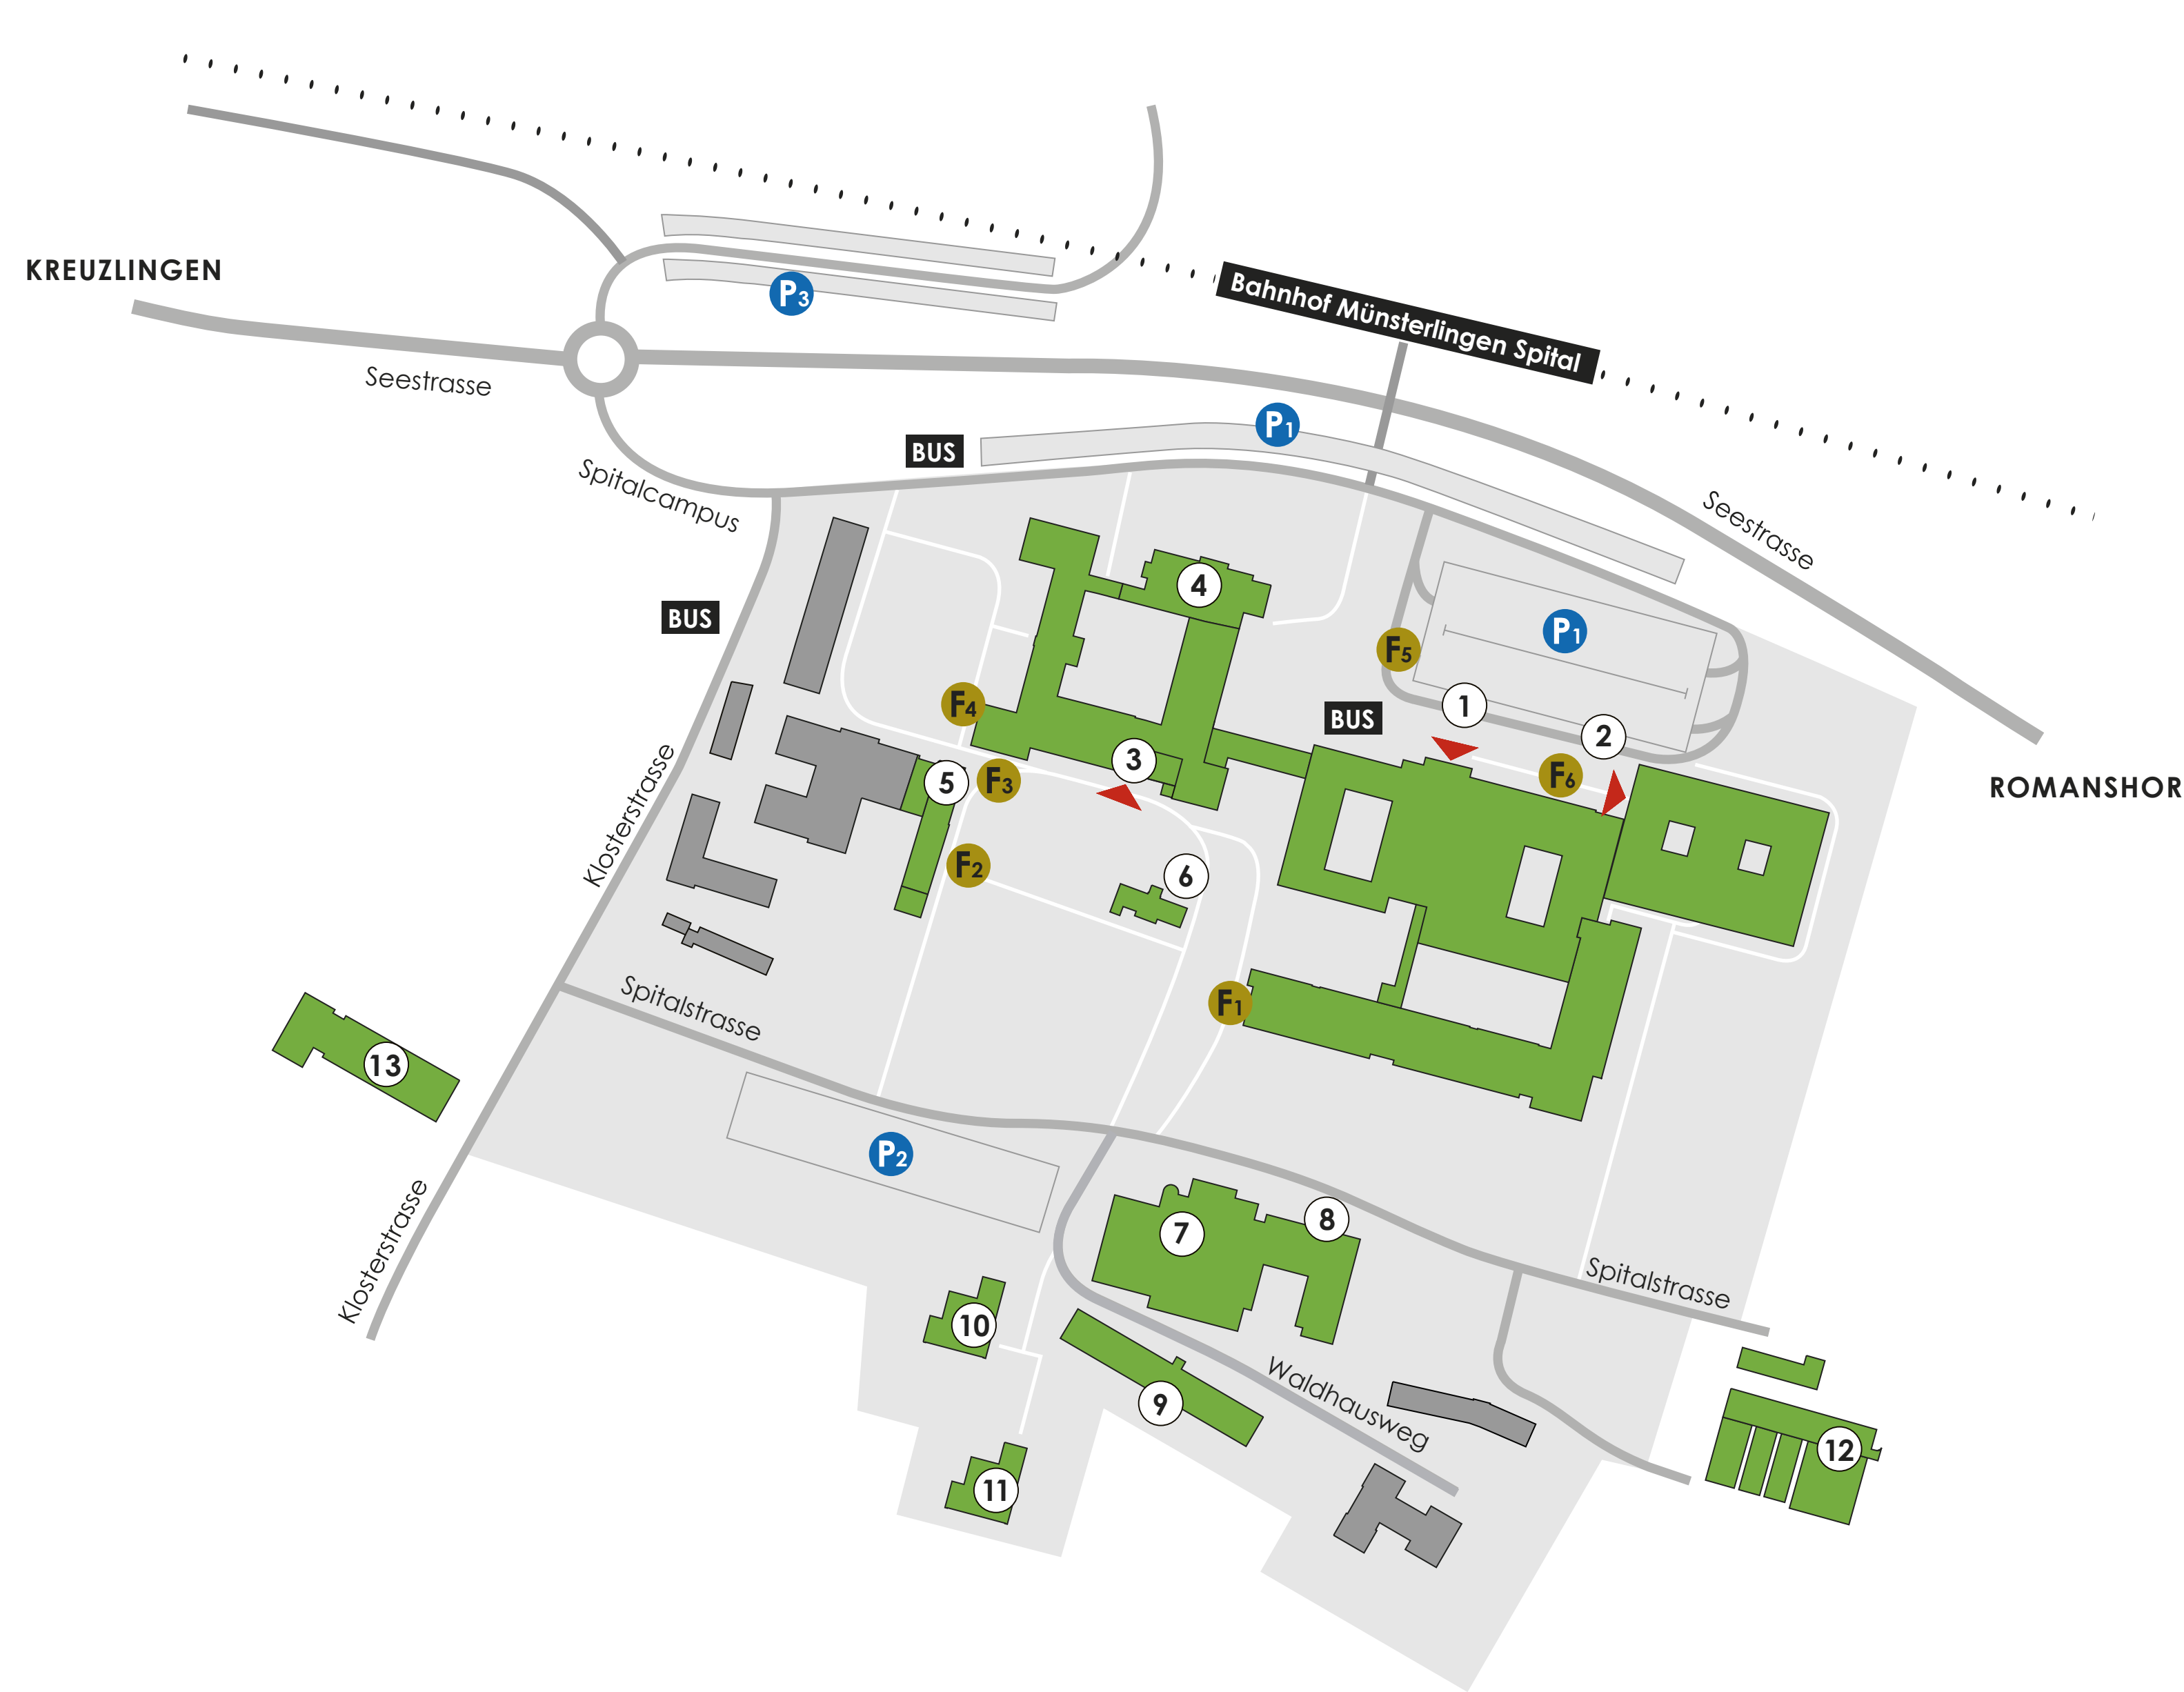 KREUZLINGEN
P3
Bahnhof Münsterlingen Spital
Seestrasse
P1
BUS
Spitalcampus
Seestrasse
4
BUS
F5
P1
F4
1
BUS
2
3
F6
5
F3
ROMANSHOR
Klosterstrasse
F2
6
F1
Spitalstrasse
13
P2
7
8
Klosterstrasse
Spitalstrasse
10
9
Waldhausweg
12
11